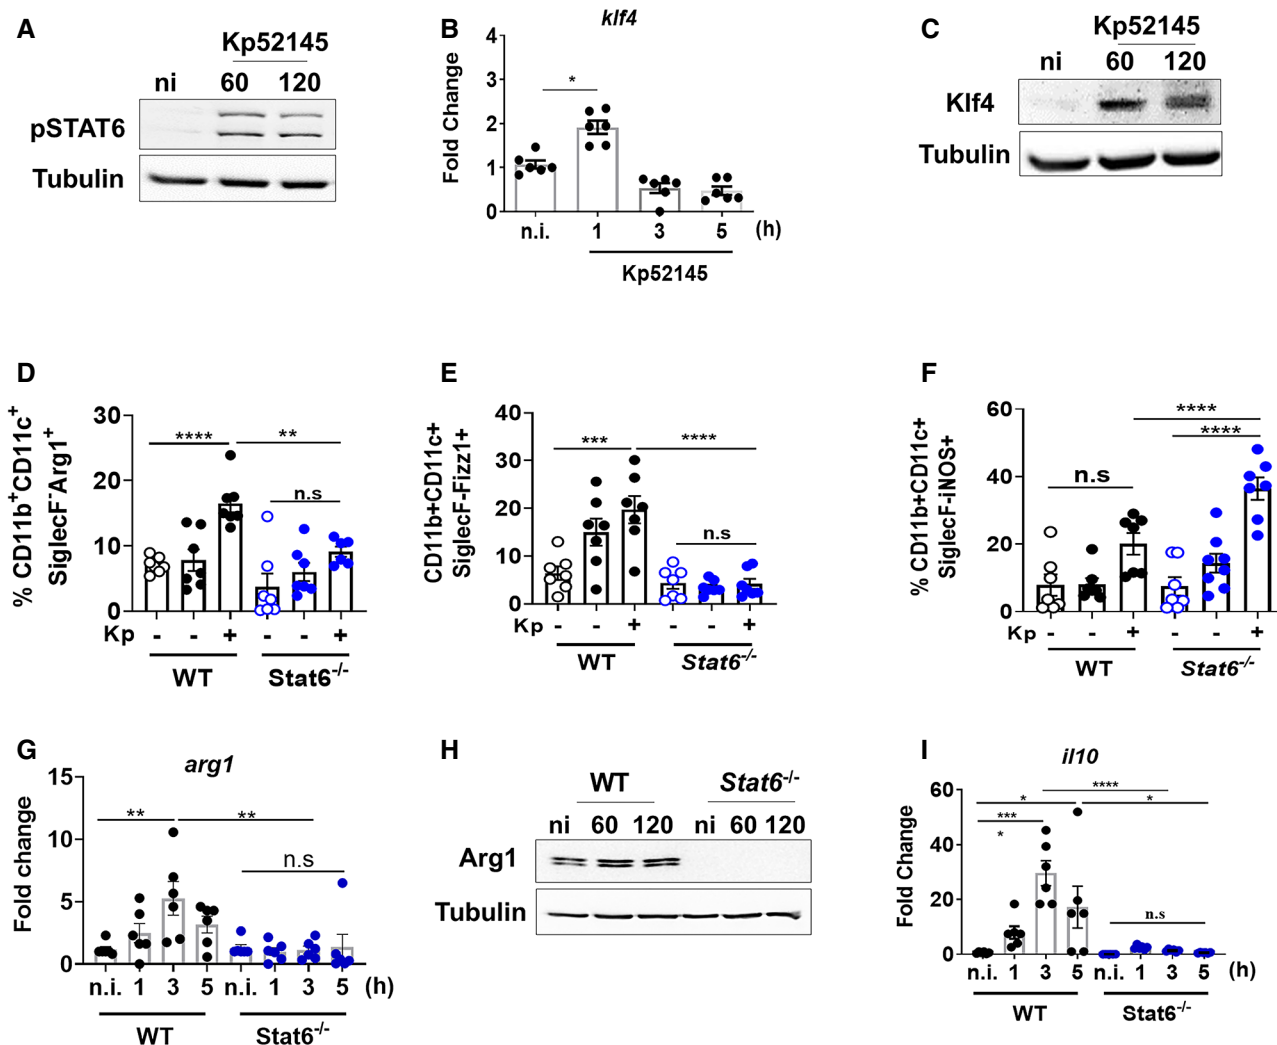 A
Kp52145
ni 60 120
pSTAT6
Tubulin
B
klf4
Fold Change
4
3
2
1
0
*
n.i. 1 3 5 (h)
Kp52145
C
Kp52145
ni 60 120
Klf4
Tubulin
D
% CD11b+CD11c+
SiglecF-Arg1+
30
20
10
0
**** **
n.s
Kp - - + - - +
WT Stat6-/-
E
CD11b+CD11c+
SiglecF-Fizz1+
40
30
20
10
0
*** ****
n.s
Kp - - + - - +
WT Stat6-/-
F
% CD11b+CD11c+
SiglecF-iNOS+
60
40
20
0
****
****
n.s
Kp - - + - - +
WT Stat6-/-
G
arg1
Fold change
15
10
5
0
** **
n.s
n.i. 1 3 5 n.i. 1 3 5 (h)
WT Stat6-/-
H
WT Stat6-/-
ni 60 120 ni 60 120
Arg1
Tubulin
I
il10
Fold Change
60
40
20
0
****
* *
***
*
n.s
n.i. 1 3 5 n.i. 1 3 5 (h)
WT Stat6-/-